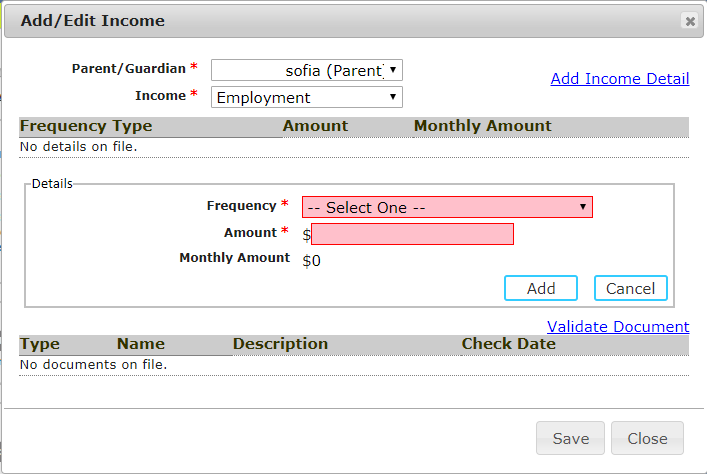 Add/Edit Income
Parent/Guardian * sofia (Parent)
Add Income Detail
Income * Employment
Frequency Type Amount Monthly Amount
No details on file.
Details
Frequency * -- Select One --
Amount * $
Monthly Amount $0
Add Cancel
Validate Document
Type Name Description Check Date
No documents on file.
Save Close